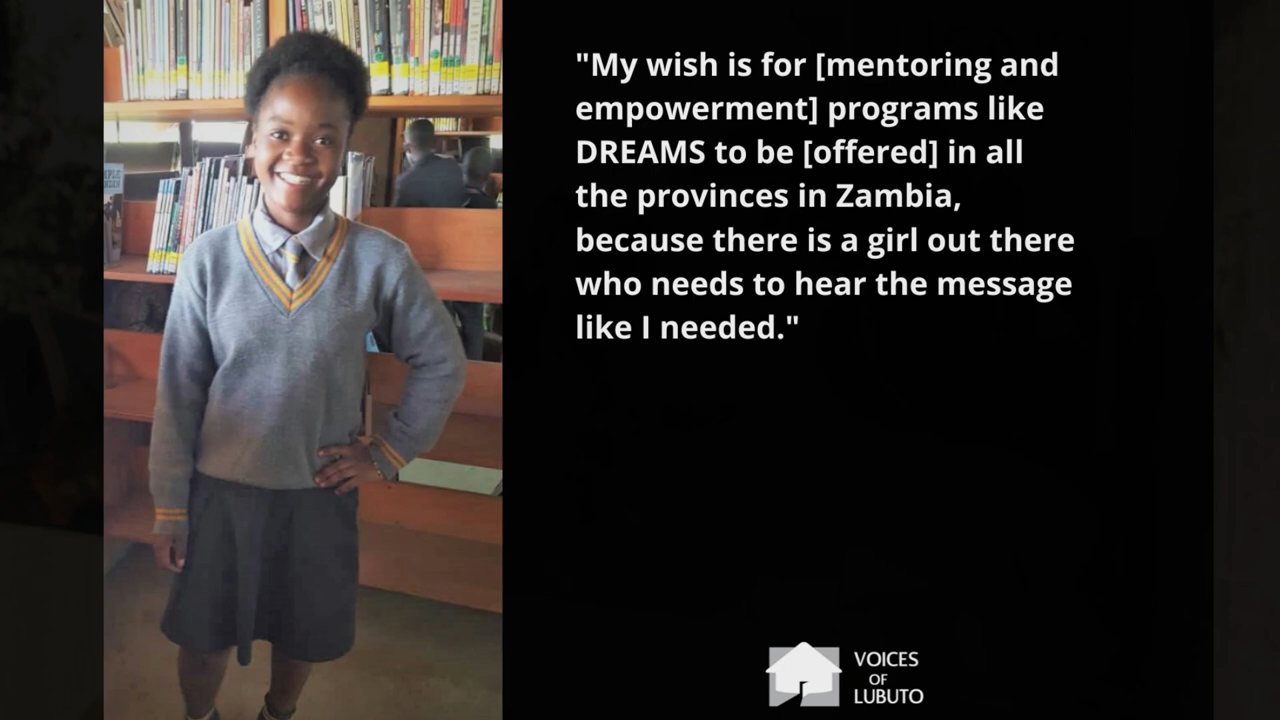 "My wish is for [mentoring and
empowerment] programs like
DREAMS to be [offered] in all
the provinces in Zambia,
because there is a girl out there
who needs to hear the message
like I needed."
VOICES
OF
LUBUTO